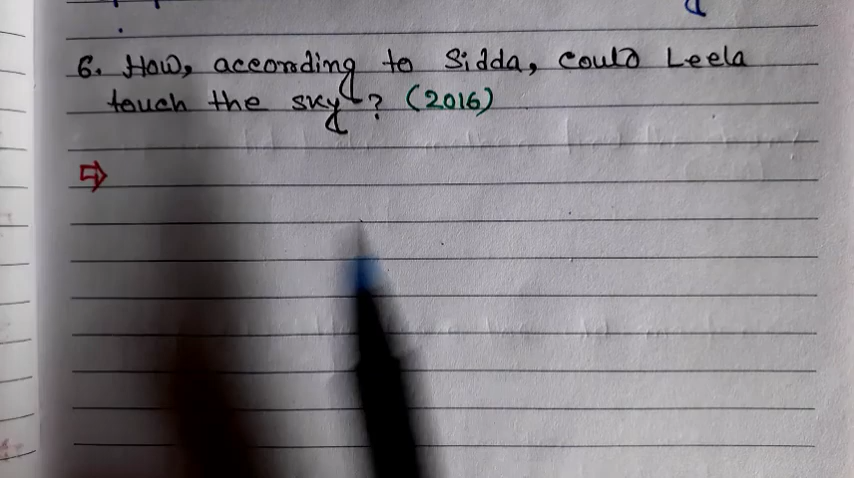 6. How, according to Sidda, could Leela
touch the sky? (2016)
⇨